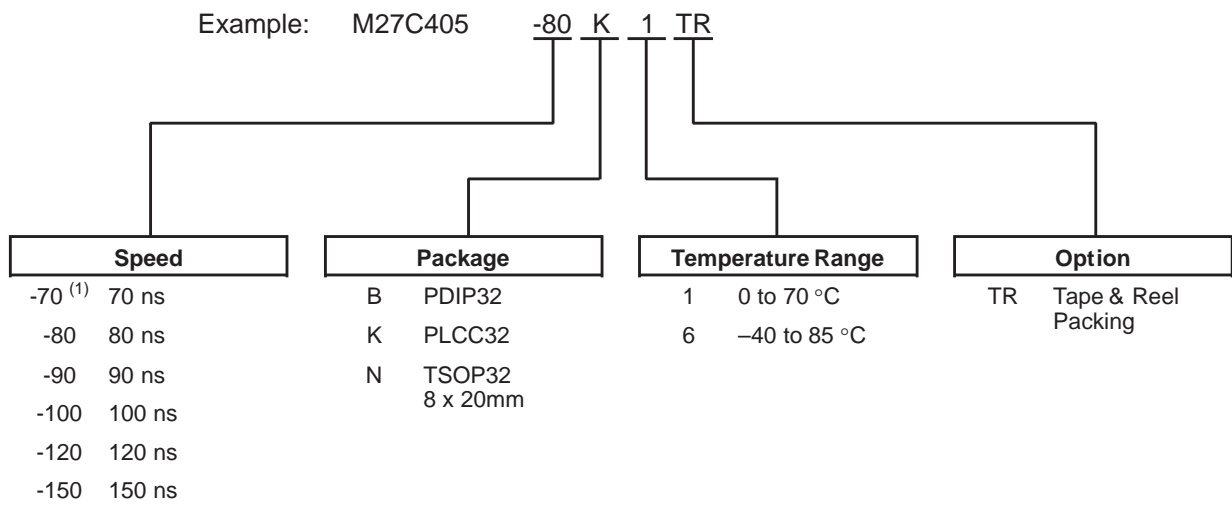 Example: M27C405 -80 K 1 TR
Speed
-70 (1) 70 ns
-80 80 ns
-90 90 ns
-100 100 ns
-120 120 ns
-150 150 ns
Package
B PDIP32
K PLCC32
N TSOP32
8 x 20mm
Temperature Range
1 0 to 70 °C
6 –40 to 85 °C
Option
TR Tape & Reel
Packing